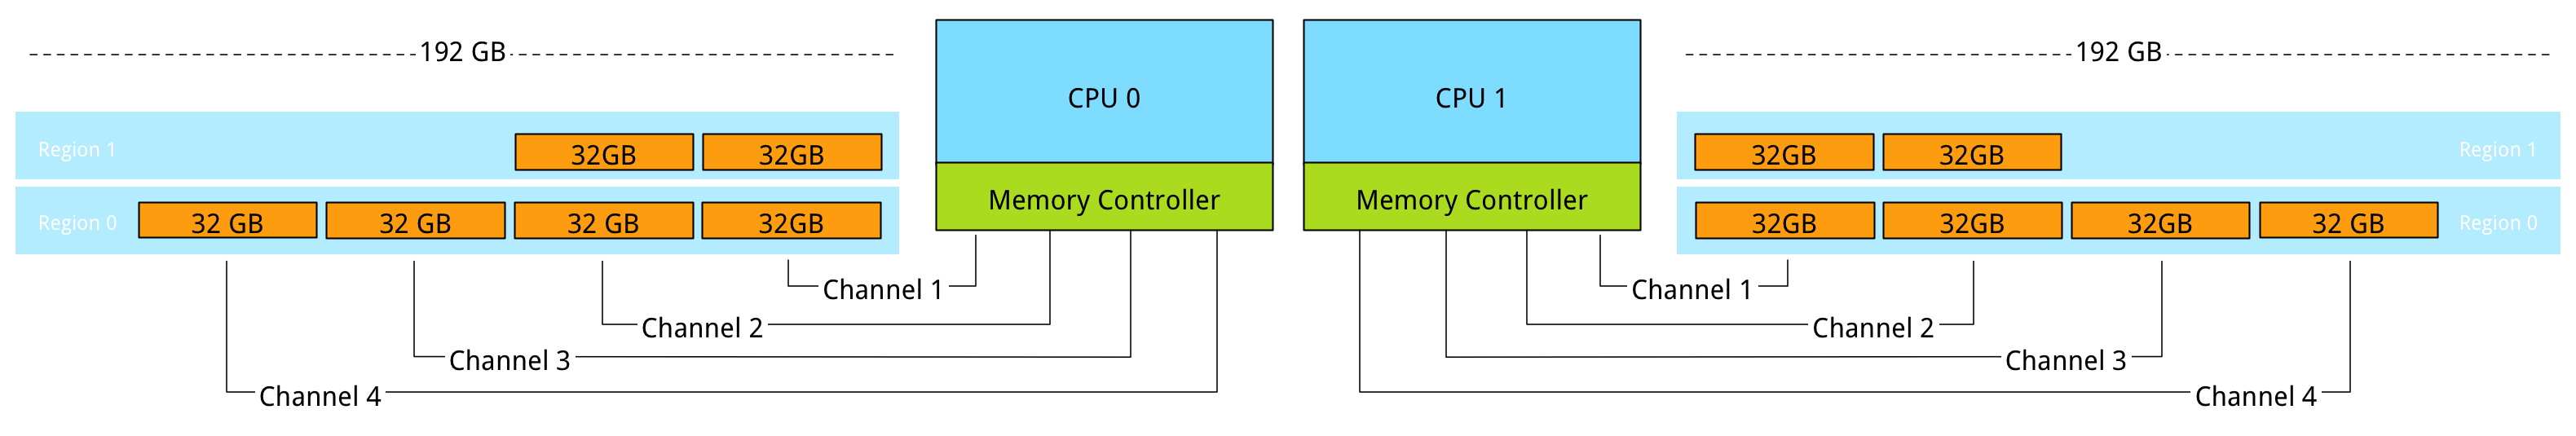 192 GB
CPU 0
CPU 1
192 GB
Region 1
32GB
32GB
32GB
32GB
Region 1
Memory Controller
Memory Controller
Region 0
32 GB
32 GB
32 GB
32GB
32GB
32GB
32GB
32 GB
Region 0
Channel 1
Channel 1
Channel 2
Channel 2
Channel 3
Channel 3
Channel 4
Channel 4